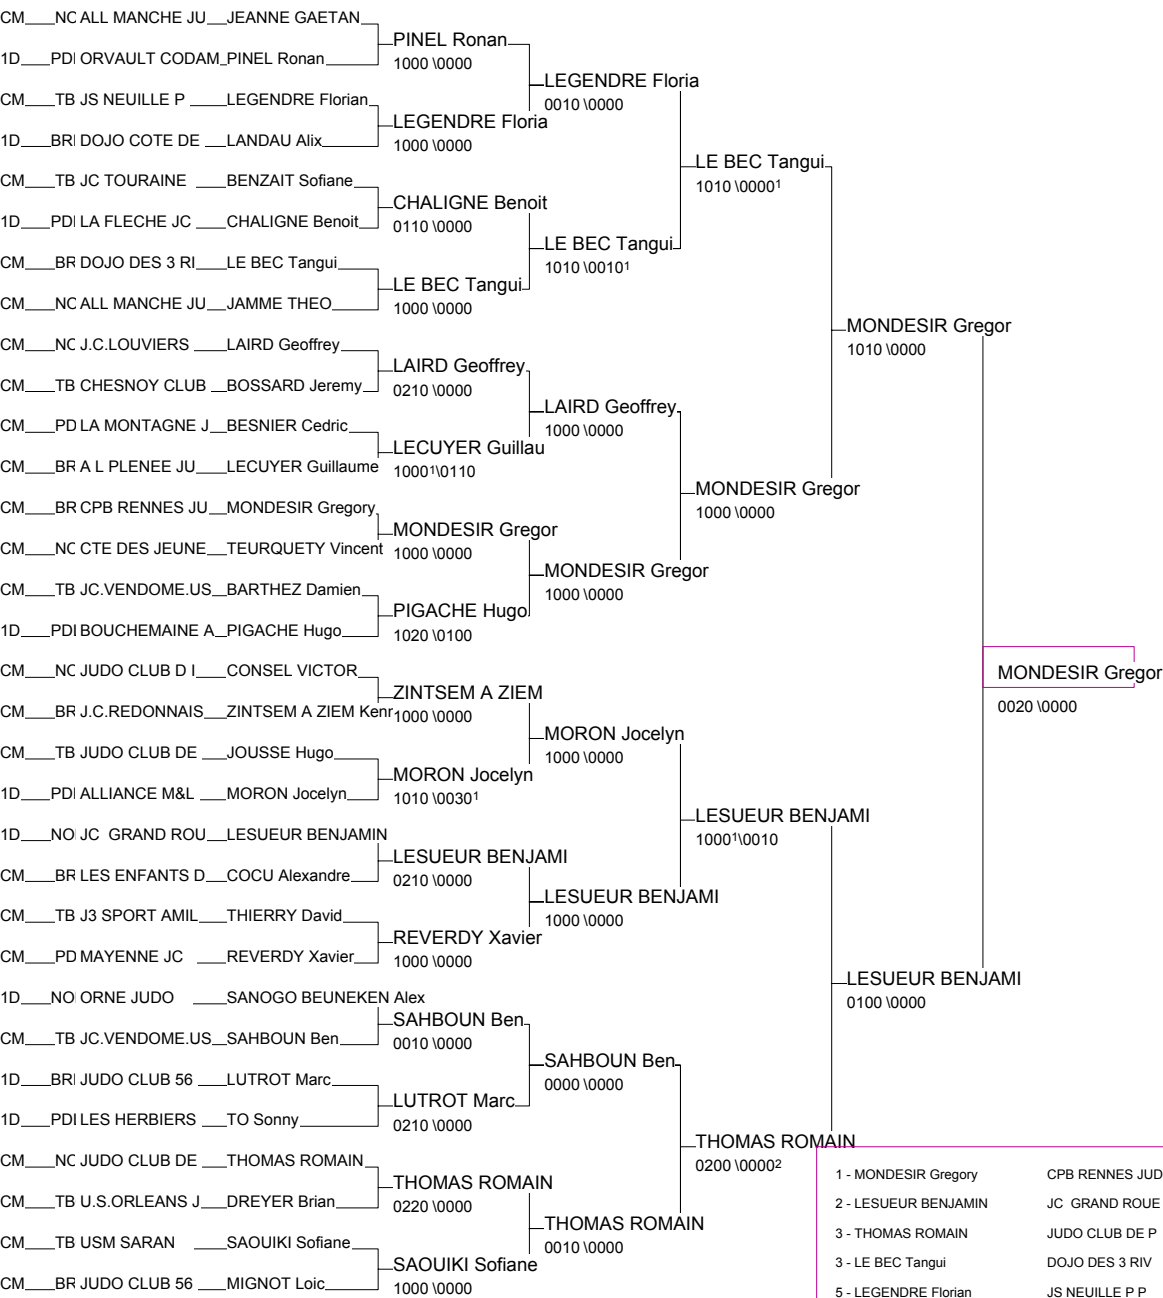 CM NC ALL MANCHE JU JEANNE GAETAN
PINEL Ronan
1000 \0000
1D PDI ORVAULT CODAM PINEL Ronan
LEGENDRE Floria
0010 \0000
CM TB JS NEUILLE P LEGENDRE Florian
LEGENDRE Floria
1000 \0000
1D BRI DOJO COTE DE LANDAU Alix
LE BEC Tangui
1010 \0000¹
CM TB JC TOURAINE BENZAIT Sofiane
CHALIGNE Benoit
0110 \0000
1D PDI LA FLECHE JC CHALIGNE Benoit
LE BEC Tangui
1010 \0010¹
CM BR DOJO DES 3 RI LE BEC Tangui
LE BEC Tangui
1000 \0000
CM NC ALL MANCHE JU JAMME THEO
MONDESIR Gregor
1010 \0000
CM NC J.C.LOUVIERS LAIRD Geoffrey
LAIRD Geoffrey
0210 \0000
CM TB CHESNOY CLUB BOSSARD Jeremy
LAIRD Geoffrey
1000 \0000
CM PD LA MONTAGNE J BESNIER Cedric
LECUYER Guillau
1000¹\0110
CM BR A L PLENEE JU LECUYER Guillaume
MONDESIR Gregor
1000 \0000
CM BR CPB RENNES JU MONDESIR Gregory
MONDESIR Gregor
1000 \0000
CM NC CTE DES JEUNE TEURQUETY Vincent
MONDESIR Gregor
1000 \0000
CM TB JC.VENDOME.US BARTHEZ Damien
PIGACHE Hugo
1020 \0100
1D PDI BOUCHEMAINE A PIGACHE Hugo
MONDESIR Gregor
0020 \0000
CM NC JUDO CLUB D I CONSEL VICTOR
ZINTSEM A ZIEM
1000 \0000
CM BR J.C.REDONNAIS ZINTSEM A ZIEM Kenr
MORON Jocelyn
1000 \0000
CM TB JUDO CLUB DE JOUSSE Hugo
MORON Jocelyn
1010 \0030¹
1D PDI ALLIANCE M&L MORON Jocelyn
LESUEUR BENJAMI
1000¹\0010
1D NOI JC GRAND ROU LESUEUR BENJAMIN
LESUEUR BENJAMI
0210 \0000
CM BR LES ENFANTS D COCU Alexandre
LESUEUR BENJAMI
1000 \0000
CM TB J3 SPORT AMIL THIERRY David
REVERDY Xavier
1000 \0000
CM PD MAYENNE JC REVERDY Xavier
LESUEUR BENJAMI
0100 \0000
1D NOI ORNE JUDO SANOGO BEUNEKEN Alex
SAHBOUN Ben
0010 \0000
CM TB JC.VENDOME.US SAHBOUN Ben
SAHBOUN Ben
0000 \0000
1D BRI JUDO CLUB 56 LUTROT Marc
LUTROT Marc
0210 \0000
1D PDI LES HERBIERS TO Sonny
THOMAS ROMAIN
0200 \0000²
CM NC JUDO CLUB DE THOMAS ROMAIN
THOMAS ROMAIN
0220 \0000
CM TB U.S.ORLEANS J DREYER Brian
THOMAS ROMAIN
0010 \0000
CM TB USM SARAN SAOUIKI Sofiane
SAOUIKI Sofiane
1000 \0000
CM BR JUDO CLUB 56 MIGNOT Loic
1 - MONDESIR Gregory CPB RENNES JUD
2 - LESUEUR BENJAMIN JC GRAND ROUE
3 - THOMAS ROMAIN JUDO CLUB DE P
3 - LE BEC Tangui DOJO DES 3 RIV
5 - LEGENDRE Florian JS NEUILLE P P